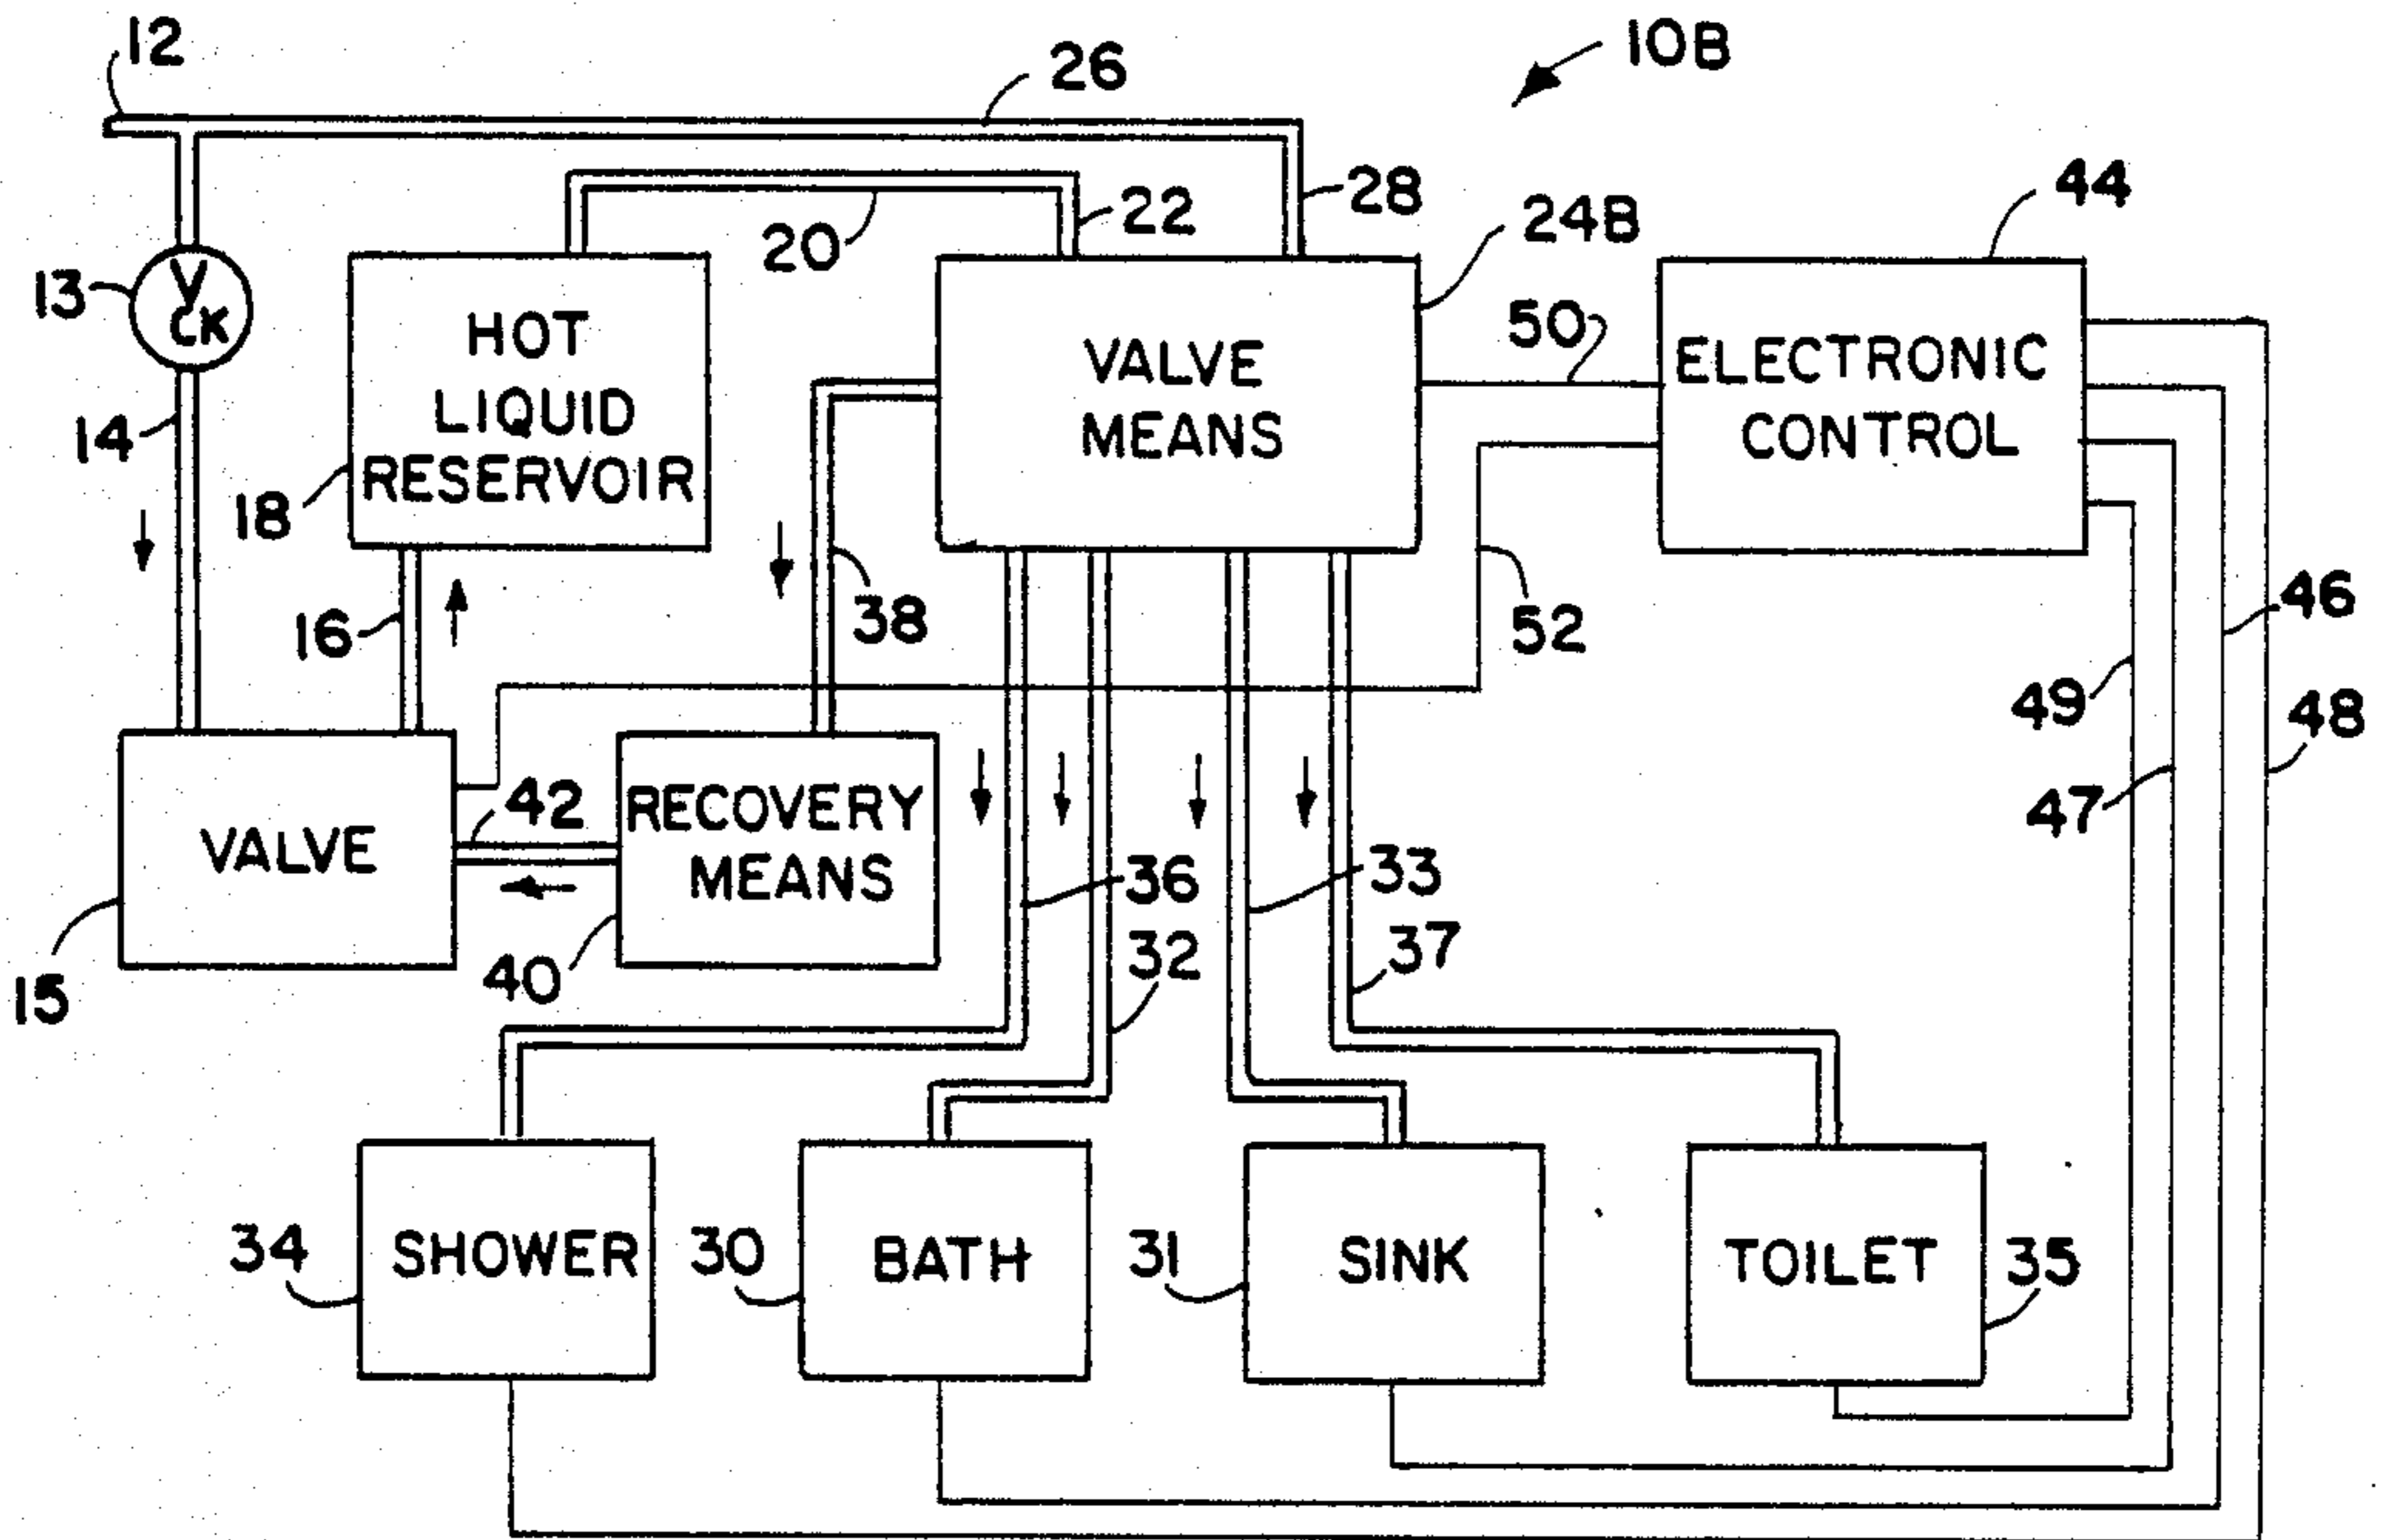 12
26
10B
28
22
20
24B
44
13
V
CK
HOT
LIQUID
RESERVOIR
VALVE
MEANS
50
ELECTRONIC
CONTROL
14
18
16
38
52
46
49
48
47
42
VALVE
RECOVERY
MEANS
36
33
32
37
15
40
34
SHOWER
30
BATH
31
SINK
TOILET
35